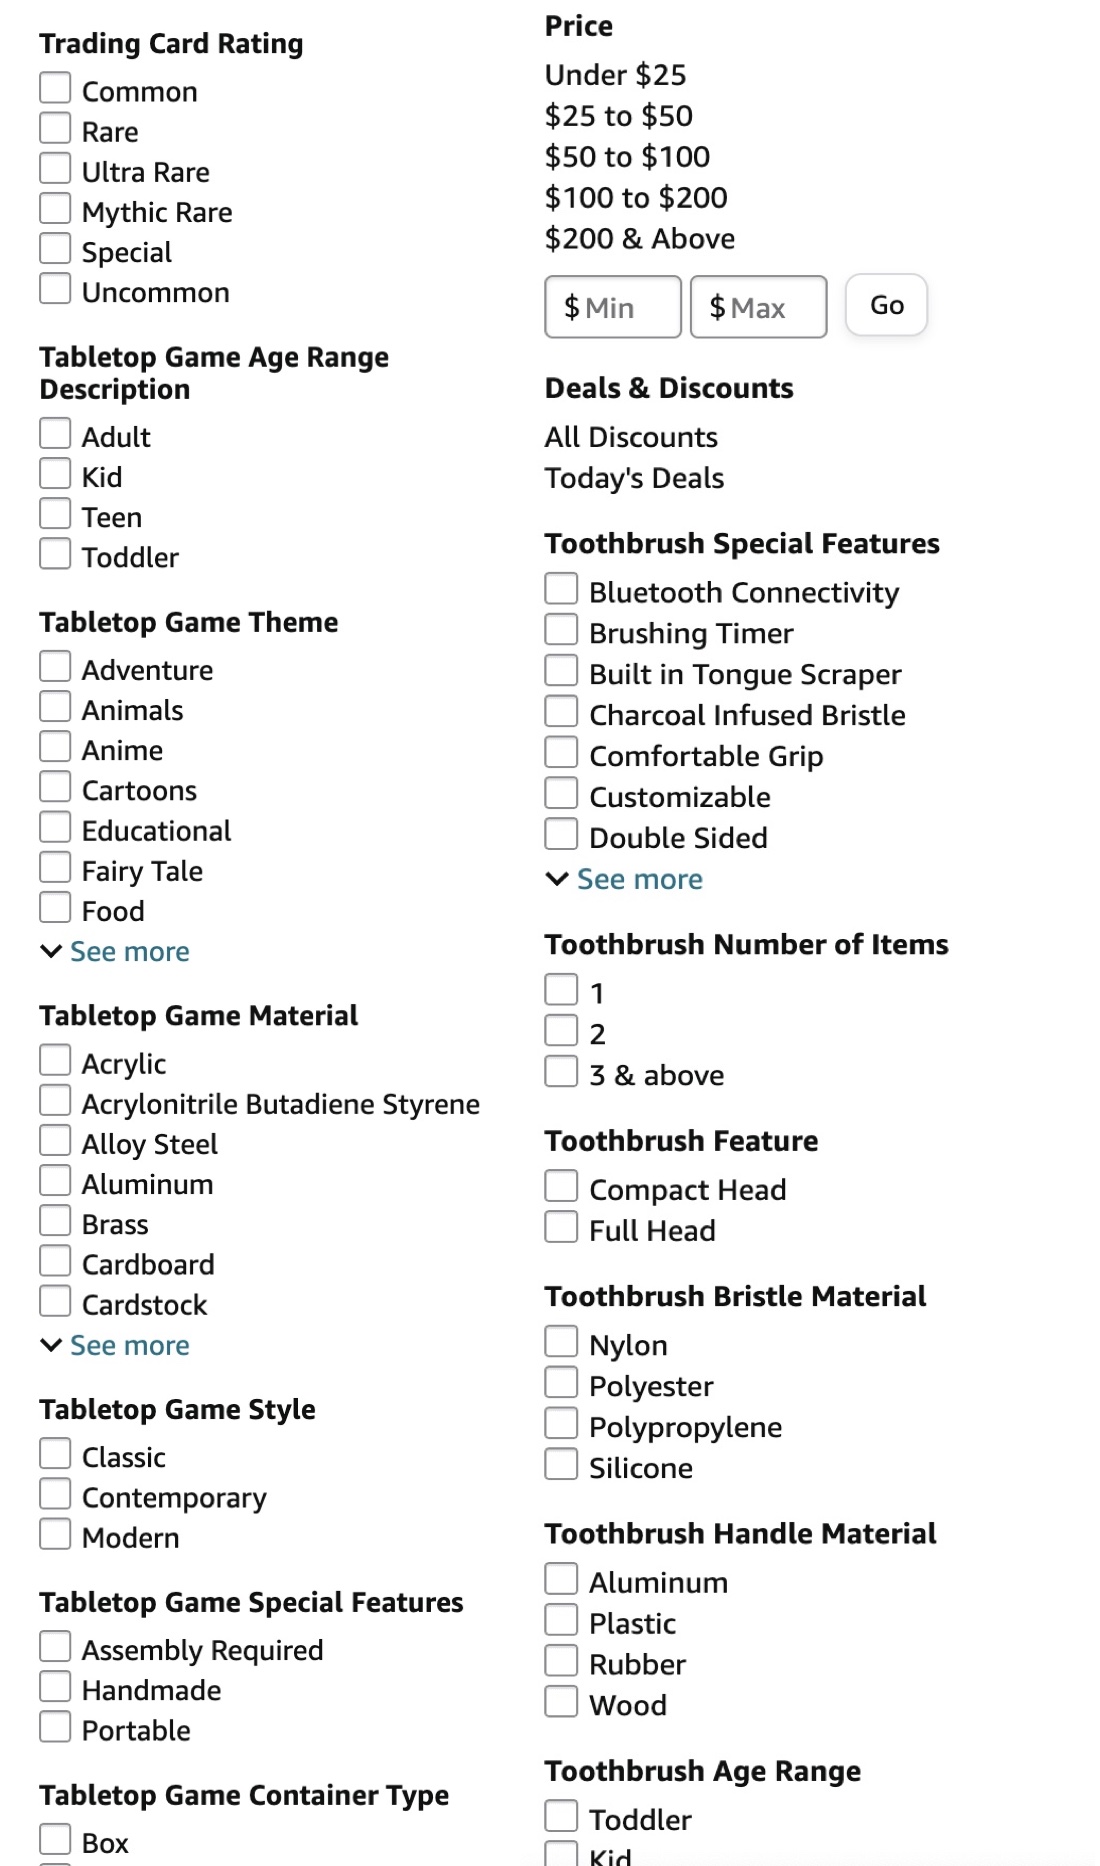 Trading Card Rating
Common
Rare
Ultra Rare
Mythic Rare
Special
Uncommon
Tabletop Game Age Range
Description
Adult
Kid
Teen
Toddler
Tabletop Game Theme
Adventure
Animals
Anime
Cartoons
Educational
Fairy Tale
Food
See more
Tabletop Game Material
Acrylic
Acrylonitrile Butadiene Styrene
Alloy Steel
Aluminum
Brass
Cardboard
Cardstock
See more
Tabletop Game Style
Classic
Contemporary
Modern
Tabletop Game Special Features
Assembly Required
Handmade
Portable
Tabletop Game Container Type
Box
Price
Under $25
$25 to $50
$50 to $100
$100 to $200
$200 & Above
$ Min $ Max Go
Deals & Discounts
All Discounts
Today's Deals
Toothbrush Special Features
Bluetooth Connectivity
Brushing Timer
Built in Tongue Scraper
Charcoal Infused Bristle
Comfortable Grip
Customizable
Double Sided
See more
Toothbrush Number of Items
1
2
3 & above
Toothbrush Feature
Compact Head
Full Head
Toothbrush Bristle Material
Nylon
Polyester
Polypropylene
Silicone
Toothbrush Handle Material
Aluminum
Plastic
Rubber
Wood
Toothbrush Age Range
Toddler
Kid